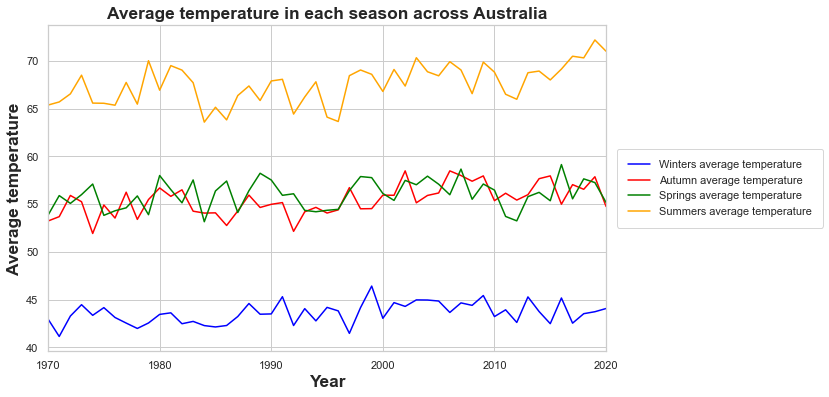 Average temperature in each season across Australia
Average temperature
70
65
60
55
50
45
40
1970
1980
1990
2000
2010
2020
Year
Winters average temperature
Autumn average temperature
Springs average temperature
Summers average temperature